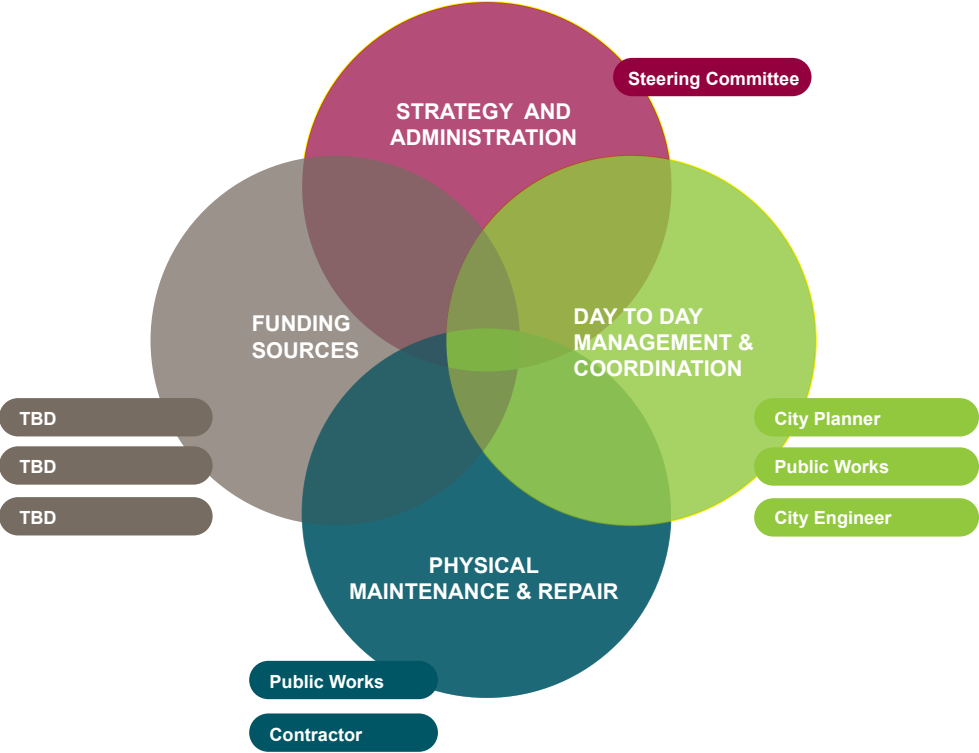 Steering Committee
STRATEGY AND
ADMINISTRATION
FUNDING
SOURCES
DAY TO DAY
MANAGEMENT &
COORDINATION
TBD
TBD
TBD
City Planner
Public Works
City Engineer
PHYSICAL
MAINTENANCE & REPAIR
Public Works
Contractor